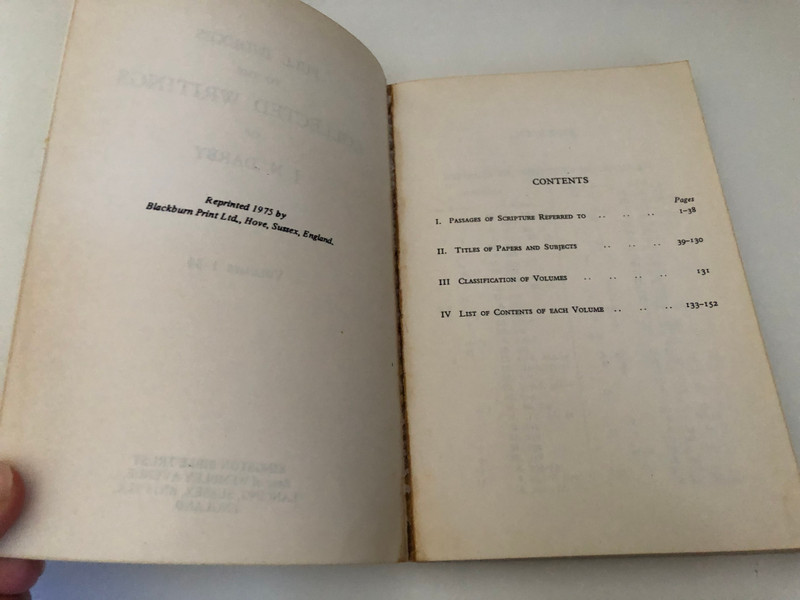 Reprinted 1975 by
Blackburn Print Ltd., Hove, Sussex, England.
CONTENTS
Pages
I. Passages of Scripture Referred to .. .. .. 1–38
II. Titles of Papers and Subjects .. .. .. 39–130
III Classification of Volumes .. .. .. .. 131
IV List of Contents of each Volume .. .. .. 133–152